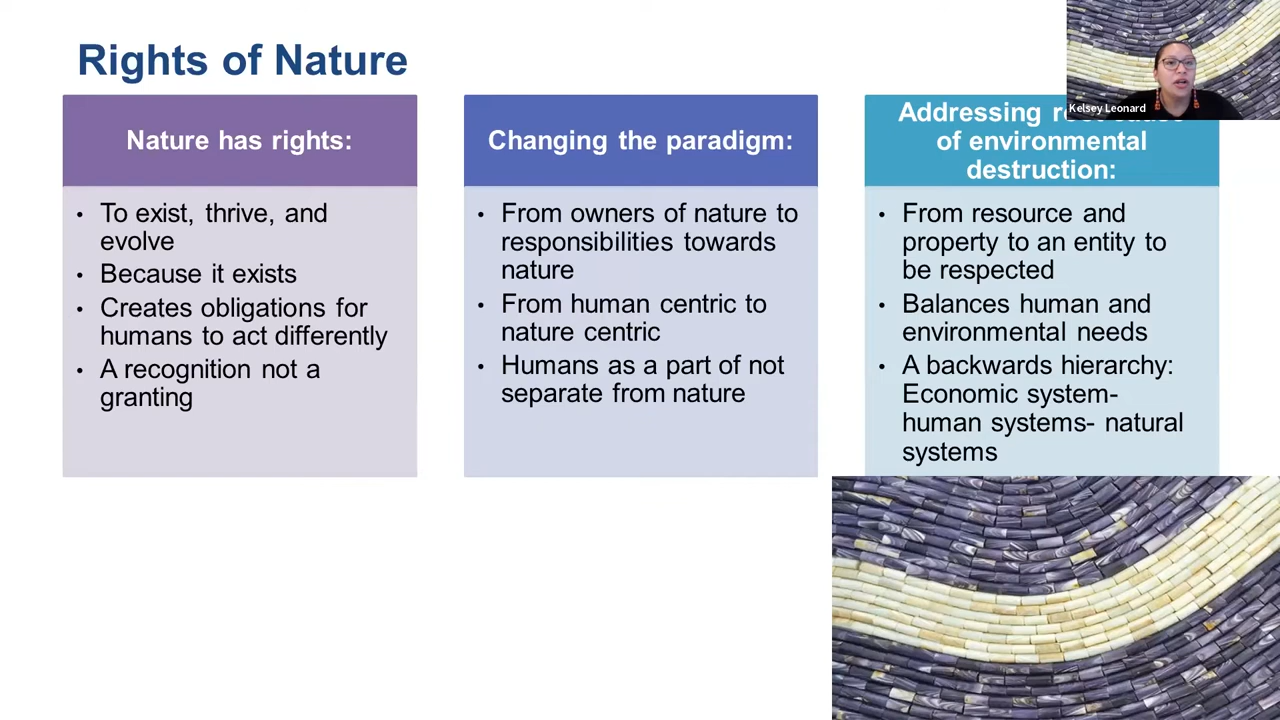 Rights of Nature
Kelsey Leonard
Nature has rights:
• To exist, thrive, and
evolve
• Because it exists
• Creates obligations for
humans to act differently
• A recognition not a
granting
Changing the paradigm:
• From owners of nature to
responsibilities towards
nature
• From human centric to
nature centric
• Humans as a part of not
separate from nature
Addressing
of environmental
destruction:
• From resource and
property to an entity to
be respected
• Balances human and
environmental needs
• A backwards hierarchy:
Economic system-
human systems- natural
systems